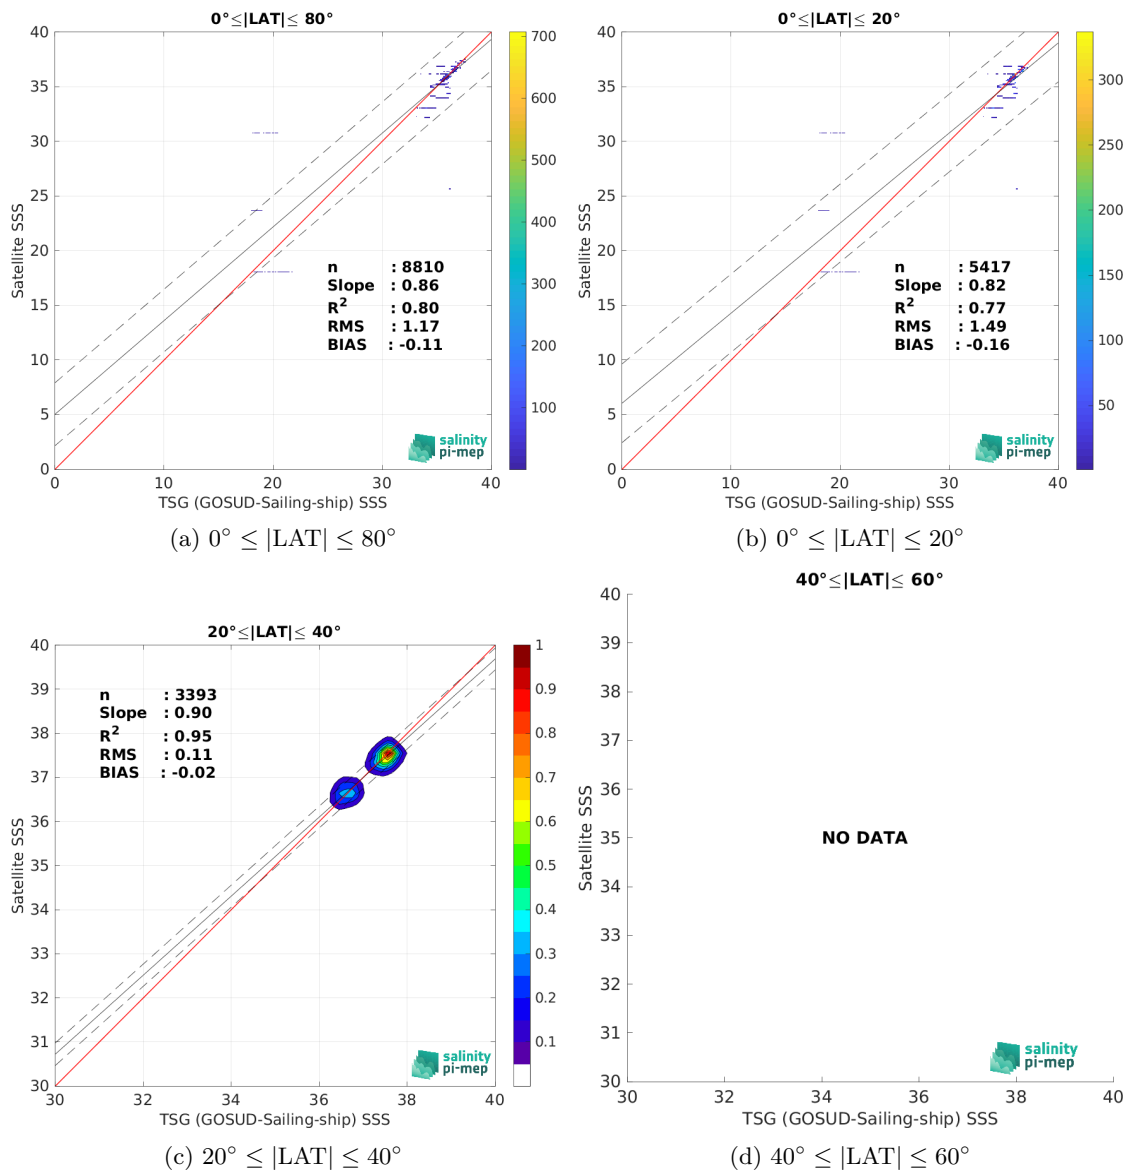 0°≤|LAT|≤ 80°
40
35
30
25
20
15
10
5
0
Satellite SSS
0
10
20
30
40
TSG (GOSUD-Sailing-ship) SSS
n : 8810
Slope : 0.86
R² : 0.80
RMS : 1.17
BIAS : -0.11
salinity
pi-mep
700
600
500
400
300
200
100
(a) 0° ≤ |LAT| ≤ 80°
0°≤|LAT|≤ 20°
40
35
30
25
20
15
10
5
0
Satellite SSS
0
10
20
30
40
TSG (GOSUD-Sailing-ship) SSS
n : 5417
Slope : 0.82
R² : 0.77
RMS : 1.49
BIAS : -0.16
salinity
pi-mep
300
250
200
150
100
50
(b) 0° ≤ |LAT| ≤ 20°
20°≤|LAT|≤ 40°
40
39
38
37
36
35
34
33
32
31
30
Satellite SSS
30
32
34
36
38
40
TSG (GOSUD-Sailing-ship) SSS
n : 3393
Slope : 0.90
R² : 0.95
RMS : 0.11
BIAS : -0.02
salinity
pi-mep
1
0.9
0.8
0.7
0.6
0.5
0.4
0.3
0.2
0.1
(c) 20° ≤ |LAT| ≤ 40°
40°≤|LAT|≤ 60°
40
39
38
37
36
35
34
33
32
31
30
Satellite SSS
NO DATA
salinity
pi-mep
30
32
34
36
38
40
TSG (GOSUD-Sailing-ship) SSS
(d) 40° ≤ |LAT| ≤ 60°